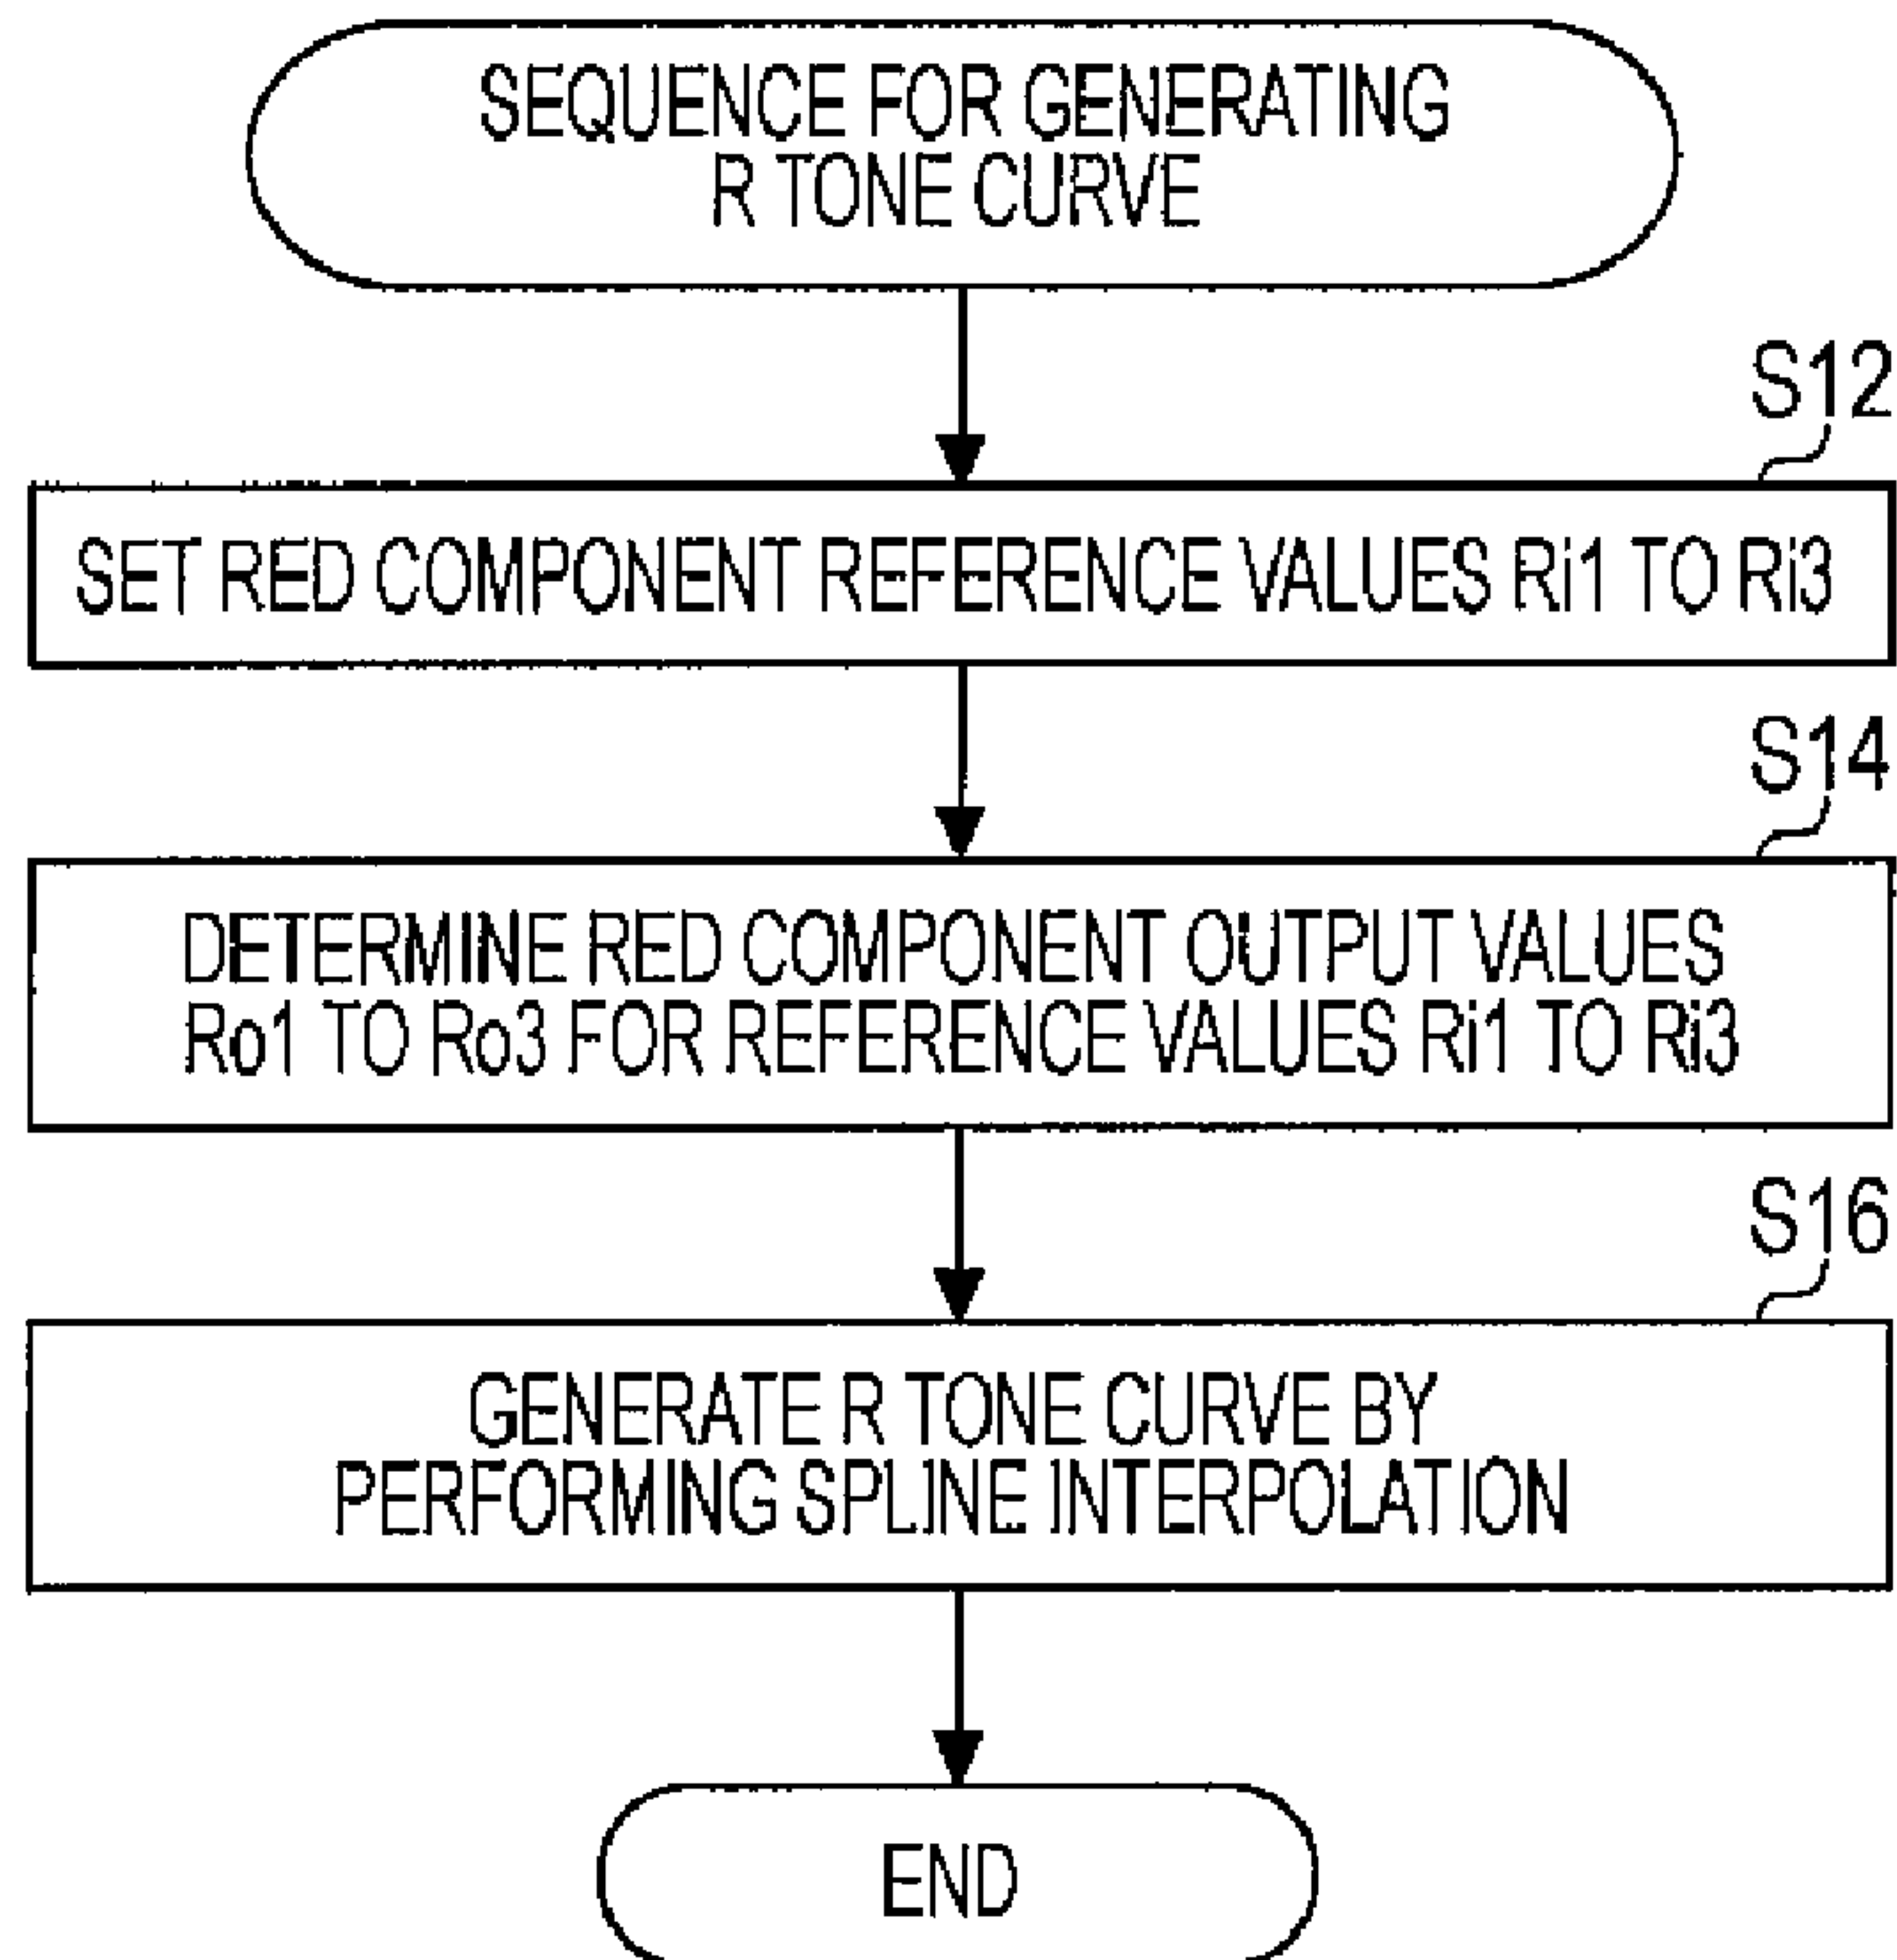 SEQUENCE FOR GENERATING
R TONE CURVE
S12
SET RED COMPONENT REFERENCE VALUES Ri1 TO Ri3
S14
DETERMINE RED COMPONENT OUTPUT VALUES
Ro1 TO Ro3 FOR REFERENCE VALUES Ri1 TO Ri3
S16
GENERATE R TONE CURVE BY
PERFORMING SPLINE INTERPOLATION
END